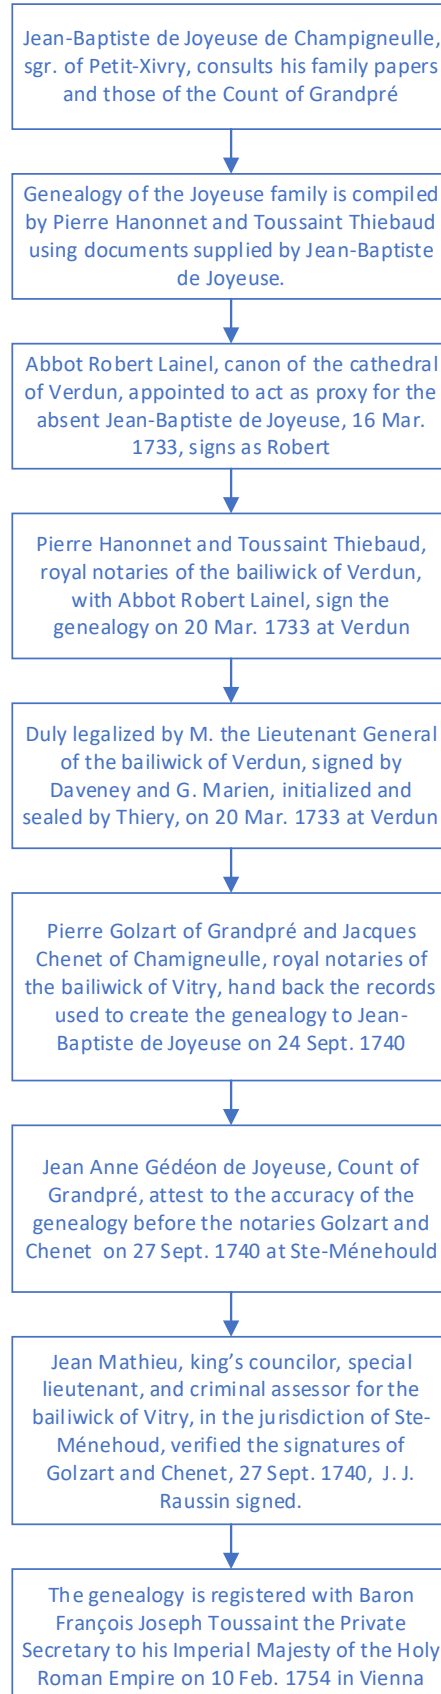 Jean-Baptiste de Joyeuse de Champigneulle,
sgr. of Petit-Xivry, consults his family papers
and those of the Count of Grandpré
Genealogy of the Joyeuse family is compiled
by Pierre Hanonnet and Toussaint Thiebaud
using documents supplied by Jean-Baptiste
de Joyeuse.
Abbot Robert Lainel, canon of the cathedral
of Verdun, appointed to act as proxy for the
absent Jean-Baptiste de Joyeuse, 16 Mar.
1733, signs as Robert
Pierre Hanonnet and Toussaint Thiebaud,
royal notaries of the bailiwick of Verdun,
with Abbot Robert Lainel, sign the
genealogy on 20 Mar. 1733 at Verdun
Duly legalized by M. the Lieutenant General
of the bailiwick of Verdun, signed by
Daveney and G. Marien, initialized and
sealed by Thiery, on 20 Mar. 1733 at Verdun
Pierre Golzart of Grandpré and Jacques
Chenet of Chamigneulle, royal notaries of
the bailiwick of Vitry, hand back the records
used to create the genealogy to Jean-
Baptiste de Joyeuse on 24 Sept. 1740
Jean Anne Gédéon de Joyeuse, Count of
Grandpré, attest to the accuracy of the
genealogy before the notaries Golzart and
Chenet on 27 Sept. 1740 at Ste-Ménehould
Jean Mathieu, king's councilor, special
lieutenant, and criminal assessor for the
bailiwick of Vitry, in the jurisdiction of Ste-
Ménehoud, verified the signatures of
Golzart and Chenet, 27 Sept. 1740, J. J.
Raussin signed.
The genealogy is registered with Baron
François Joseph Toussaint the Private
Secretary to his Imperial Majesty of the Holy
Roman Empire on 10 Feb. 1754 in Vienna